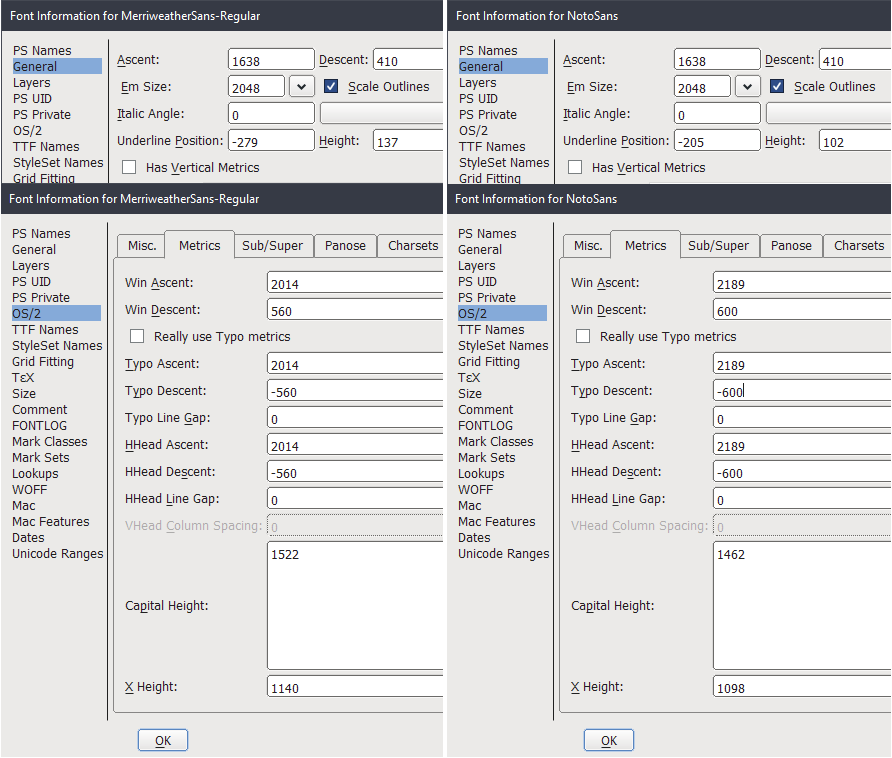 Font Information for MerriweatherSans-Regular
PS Names
General
Layers
PS UID
PS Private
OS/2
TTF Names
StyleSet Names
Grid Fitting
Ascent: 1638 Descent: 410
Em Size: 2048 Scale Outlines
Italic Angle: 0
Underline Position: -279 Height: 137
Has Vertical Metrics
Font Information for NotoSans
PS Names
General
Layers
PS UID
PS Private
OS/2
TTF Names
StyleSet Names
Grid Fitting
Ascent: 1638 Descent: 410
Em Size: 2048 Scale Outlines
Italic Angle: 0
Underline Position: -205 Height: 102
Has Vertical Metrics
Font Information for MerriweatherSans-Regular
PS Names
General
Layers
PS UID
PS Private
OS/2
TTF Names
StyleSet Names
Grid Fitting
TεX
Size
Comment
FONTLOG
Mark Classes
Mark Sets
Lookups
WOFF
Mac
Mac Features
Dates
Unicode Ranges
Misc. Metrics Sub/Super Panose Charsets
Win Ascent: 2014
Win Descent: 560
Really use Typo metrics
Typo Ascent: 2014
Typo Descent: -560
Typo Line Gap: 0
HHead Ascent: 2014
HHead Descent: -560
HHead Line Gap: 0
VHead Column Spacing: 0
Capital Height: 1522
X Height: 1140
OK
Font Information for NotoSans
PS Names
General
Layers
PS UID
PS Private
OS/2
TTF Names
StyleSet Names
Grid Fitting
TεX
Size
Comment
FONTLOG
Mark Classes
Mark Sets
Lookups
WOFF
Mac
Mac Features
Dates
Unicode Ranges
Misc. Metrics Sub/Super Panose Charsets
Win Ascent: 2189
Win Descent: 600
Really use Typo metrics
Typo Ascent: 2189
Typo Descent: -600
Typo Line Gap: 0
HHead Ascent: 2189
HHead Descent: -600
HHead Line Gap: 0
VHead Column Spacing: 0
Capital Height: 1462
X Height: 1098
OK